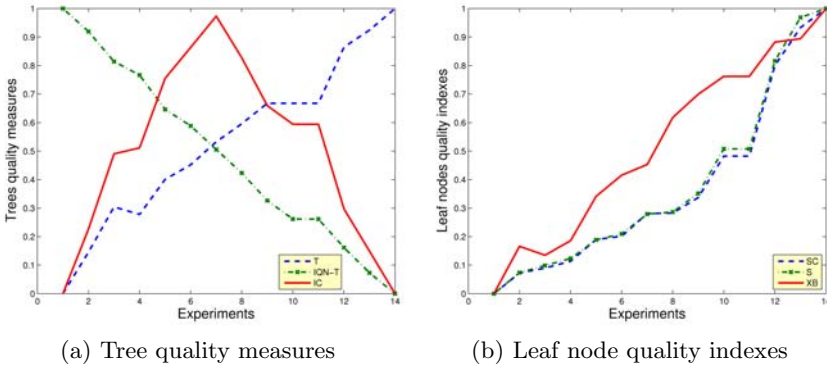 Trees quality measures
1
0.9
0.8
0.7
0.6
0.5
0.4
0.3
0.2
0.1
0
0 2 4 6 8 10 12 14
Experiments
T
IQN-T
IC
(a) Tree quality measures
Leaf nodes quality indexes
1
0.9
0.8
0.7
0.6
0.5
0.4
0.3
0.2
0.1
0
0 2 4 6 8 10 12 14
Experiments
SC
S
XB
(b) Leaf node quality indexes